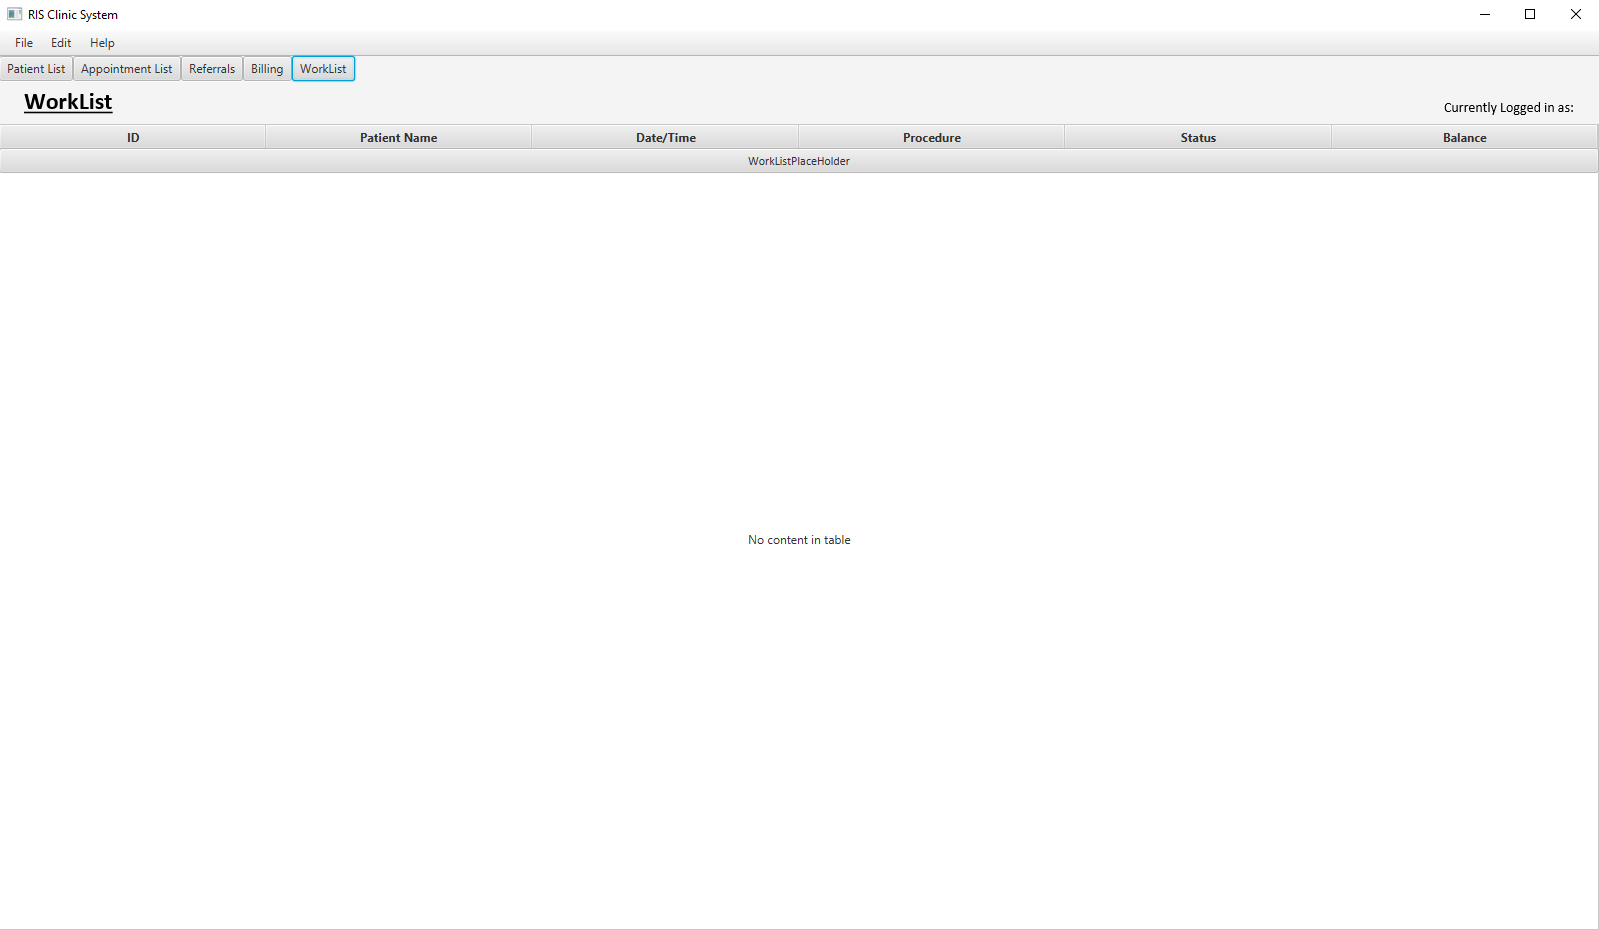 RIS Clinic System
File Edit Help
Patient List Appointment List Referrals Billing WorkList
WorkList
Currently Logged in as:
ID Patient Name Date/Time Procedure Status Balance
WorkListPlaceHolder
No content in table